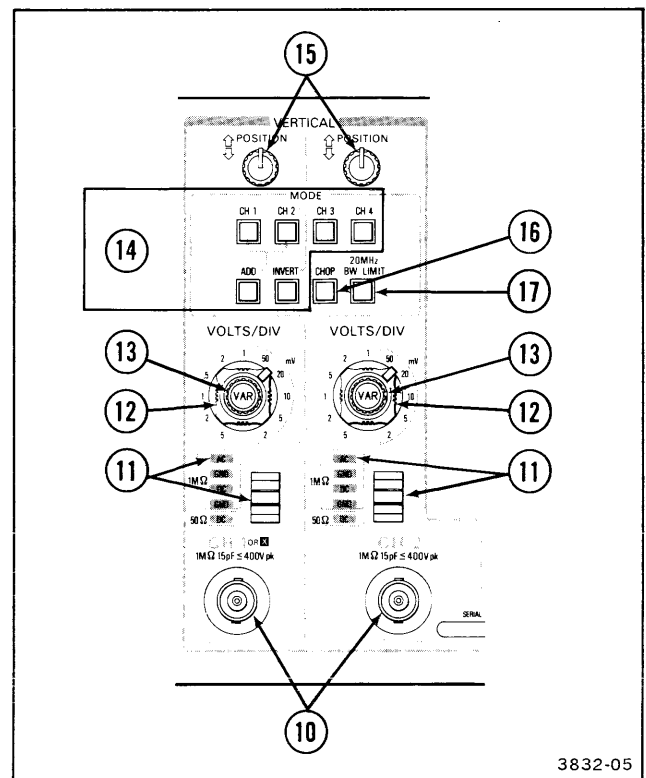 15
VERTICAL
POSITION POSITION
MODE
CH 1 CH 2 CH 3 CH 4
14
16
ADD INVERT CHOP 20MHz BW LIMIT
17
VOLTS/DIV VOLTS/DIV
13 13
12 12
5 2 1 50 mV 20 10 5 2 5 2 1
5 2 1 50 mV 20 10 5 2 5 2 1
VAR VAR
11 11
AC AC
GND GND
1MΩ DC 1MΩ DC
GND GND
50Ω DC 50Ω DC
CH 1 OR X CH 2
1MΩ 15pF ≤ 400V pk 1MΩ 15pF ≤ 400V pk
SERIAL
10
3832-05